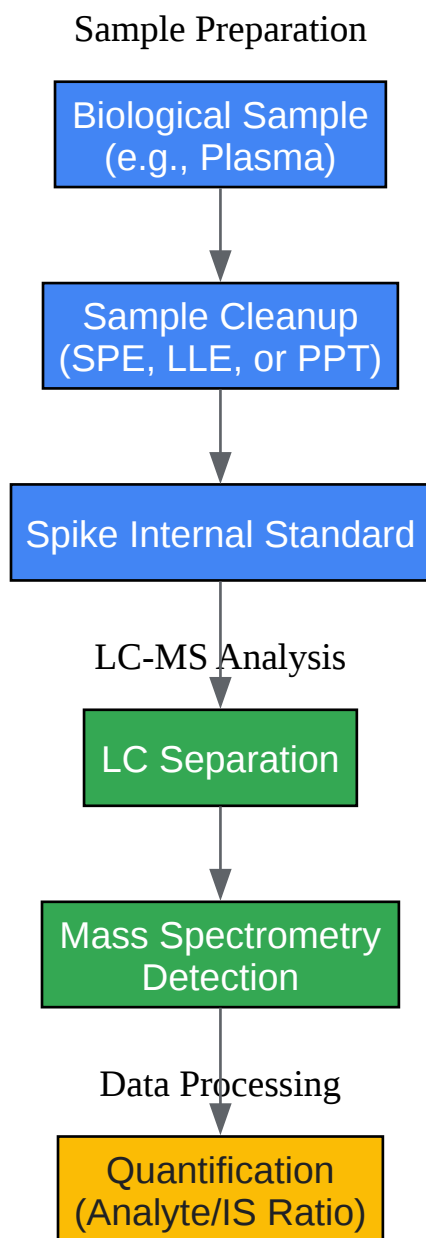 Sample Preparation
Biological Sample
(e.g., Plasma)
Sample Cleanup
(SPE, LLE, or PPT)
Spike Internal Standard
LC-MS Analysis
LC Separation
Mass Spectrometry
Detection
Data Processing
Quantification
(Analyte/IS Ratio)